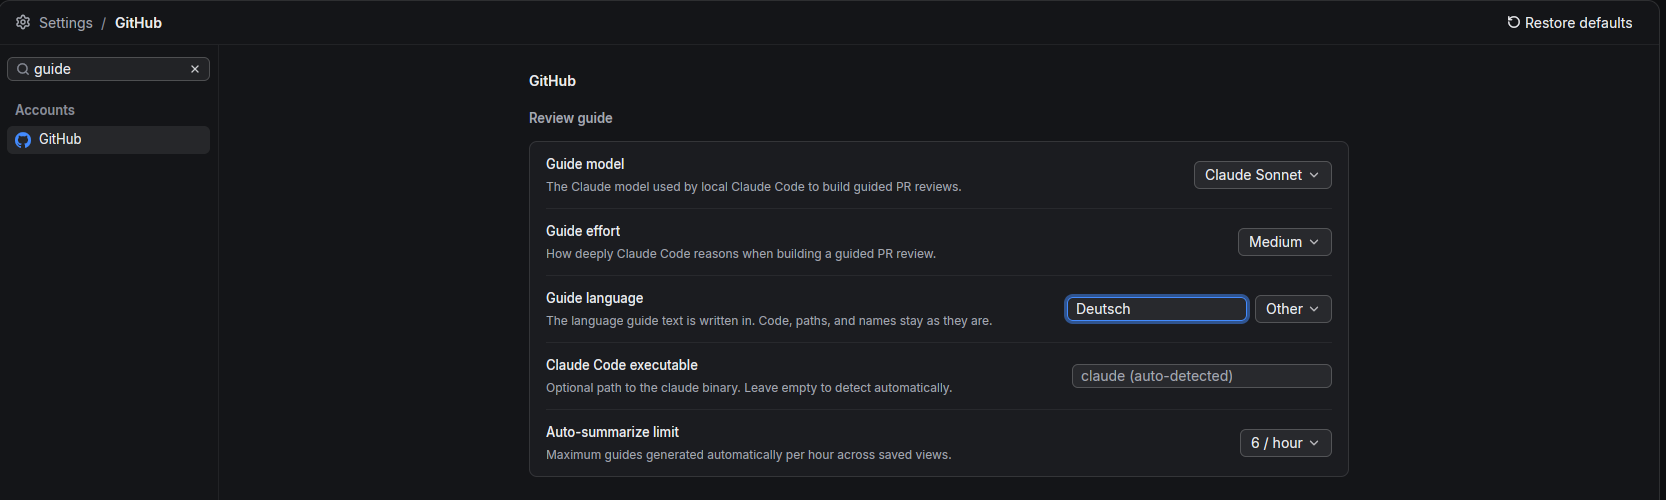 Settings / GitHub
Restore defaults
guide
Accounts
GitHub
GitHub
Review guide
Guide model
The Claude model used by local Claude Code to build guided PR reviews.
Claude Sonnet
Guide effort
How deeply Claude Code reasons when building a guided PR review.
Medium
Guide language
The language guide text is written in. Code, paths, and names stay as they are.
Deutsch
Other
Claude Code executable
Optional path to the claude binary. Leave empty to detect automatically.
claude (auto-detected)
Auto-summarize limit
Maximum guides generated automatically per hour across saved views.
6 / hour